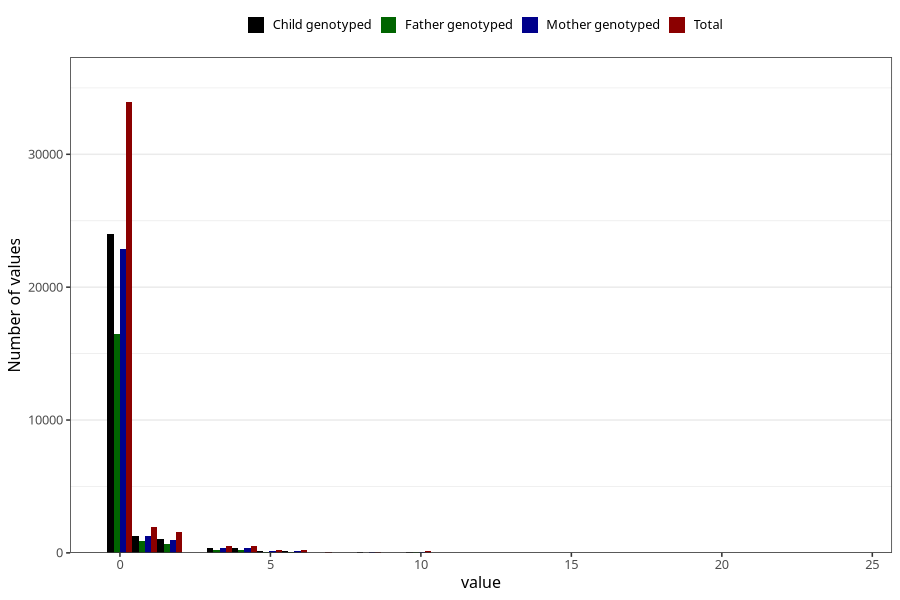 Child genotyped Father genotyped Mother genotyped Total
Number of values
30000
20000
10000
0
0 5 10 15 20 25
value